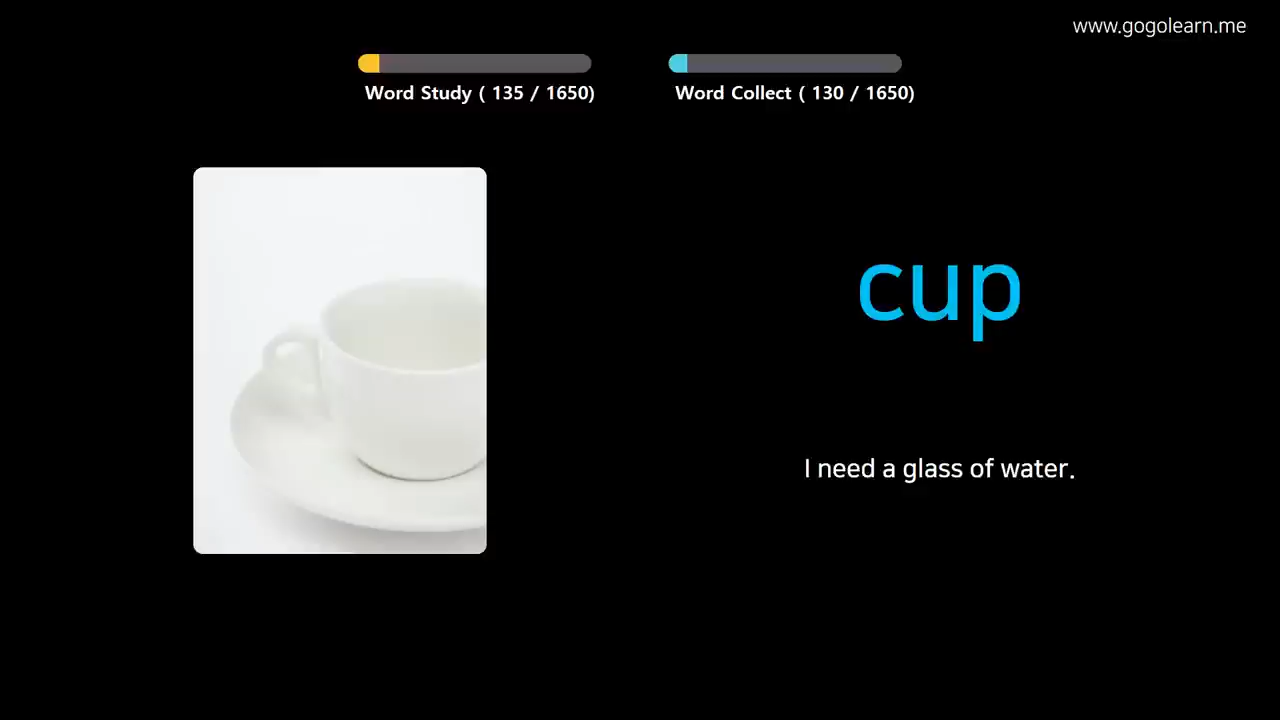 www.gogolearn.me
Word Study ( 135 / 1650)
Word Collect ( 130 / 1650)
cup
I need a glass of water.